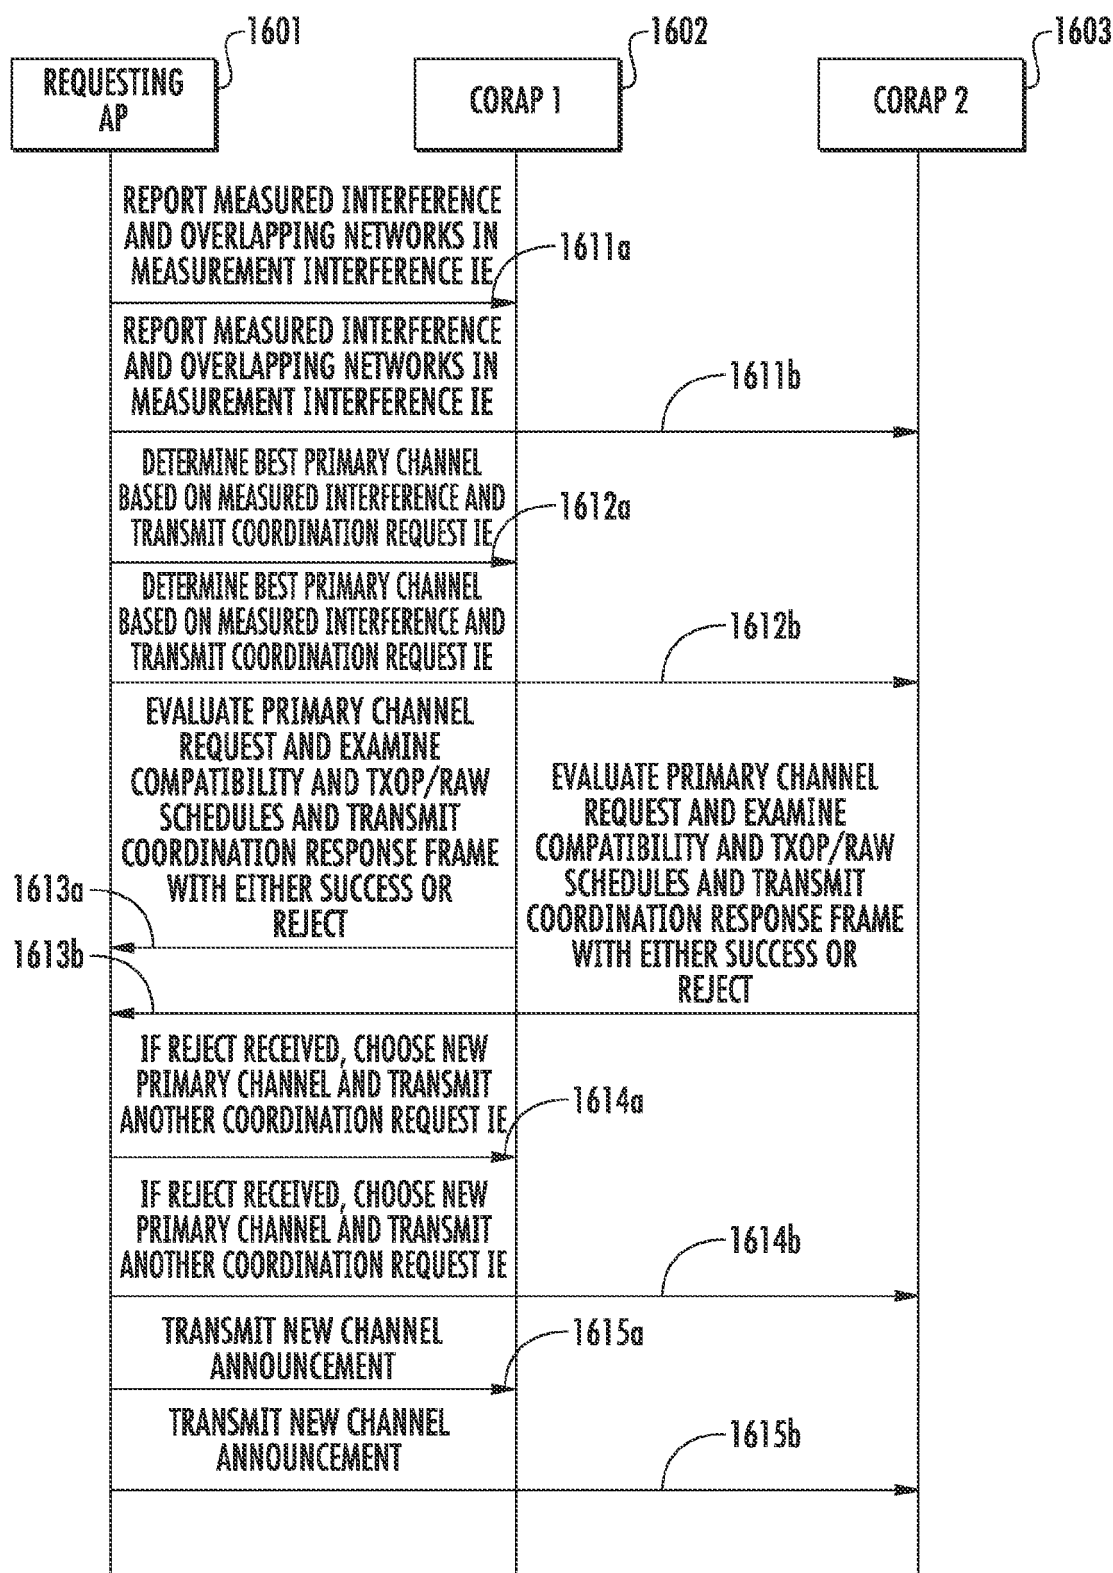 1601
1602
1603
REQUESTING
AP
CORAP 1
CORAP 2
REPORT MEASURED INTERFERENCE
AND OVERLAPPING NETWORKS IN
MEASUREMENT INTERFERENCE IE
1611a
REPORT MEASURED INTERFERENCE
AND OVERLAPPING NETWORKS IN
MEASUREMENT INTERFERENCE IE
1611b
DETERMINE BEST PRIMARY CHANNEL
BASED ON MEASURED INTERFERENCE AND
TRANSMIT COORDINATION REQUEST IE
1612a
DETERMINE BEST PRIMARY CHANNEL
BASED ON MEASURED INTERFERENCE AND
TRANSMIT COORDINATION REQUEST IE
1612b
EVALUATE PRIMARY CHANNEL
REQUEST AND EXAMINE
COMPATIBILITY AND TXOP/RAW
SCHEDULES AND TRANSMIT
COORDINATION RESPONSE FRAME
WITH EITHER SUCCESS OR
REJECT
1613a
EVALUATE PRIMARY CHANNEL
REQUEST AND EXAMINE
COMPATIBILITY AND TXOP/RAW
SCHEDULES AND TRANSMIT
COORDINATION RESPONSE FRAME
WITH EITHER SUCCESS OR
REJECT
1613b
IF REJECT RECEIVED, CHOOSE NEW
PRIMARY CHANNEL AND TRANSMIT
ANOTHER COORDINATION REQUEST IE
1614a
IF REJECT RECEIVED, CHOOSE NEW
PRIMARY CHANNEL AND TRANSMIT
ANOTHER COORDINATION REQUEST IE
1614b
TRANSMIT NEW CHANNEL
ANNOUNCEMENT
1615a
TRANSMIT NEW CHANNEL
ANNOUNCEMENT
1615b